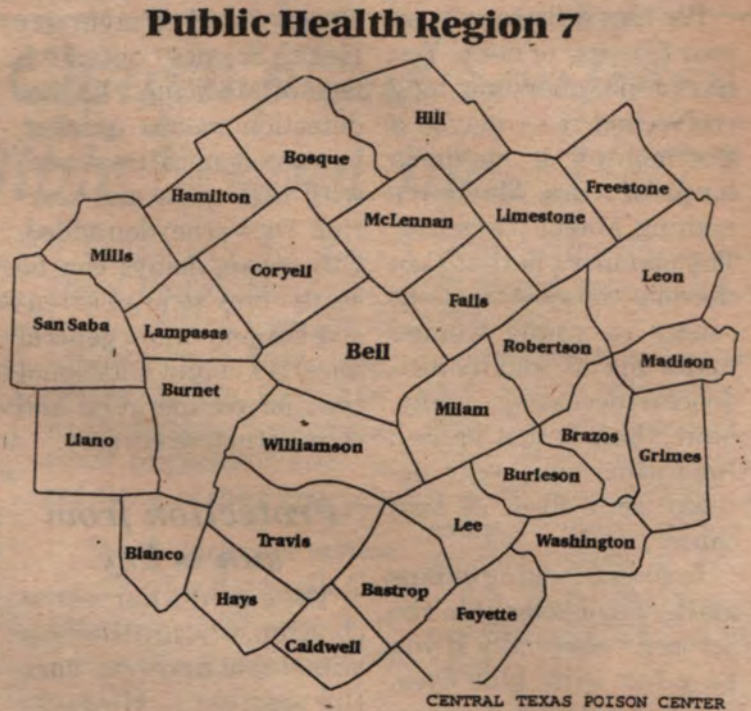 Public Health Region 7
Hill
Bosque
Freestone
Hamilton
McLennan
Limestone
Mills
Coryell
Leon
Falls
San Saba
Lampasas
Bell
Robertson
Madison
Burnet
Milam
Llano
Williamson
Brazos
Grimes
Burleson
Lee
Travis
Washington
Blanco
Bastrop
Hays
Fayette
Caldwell
CENTRAL TEXAS POISON CENTER